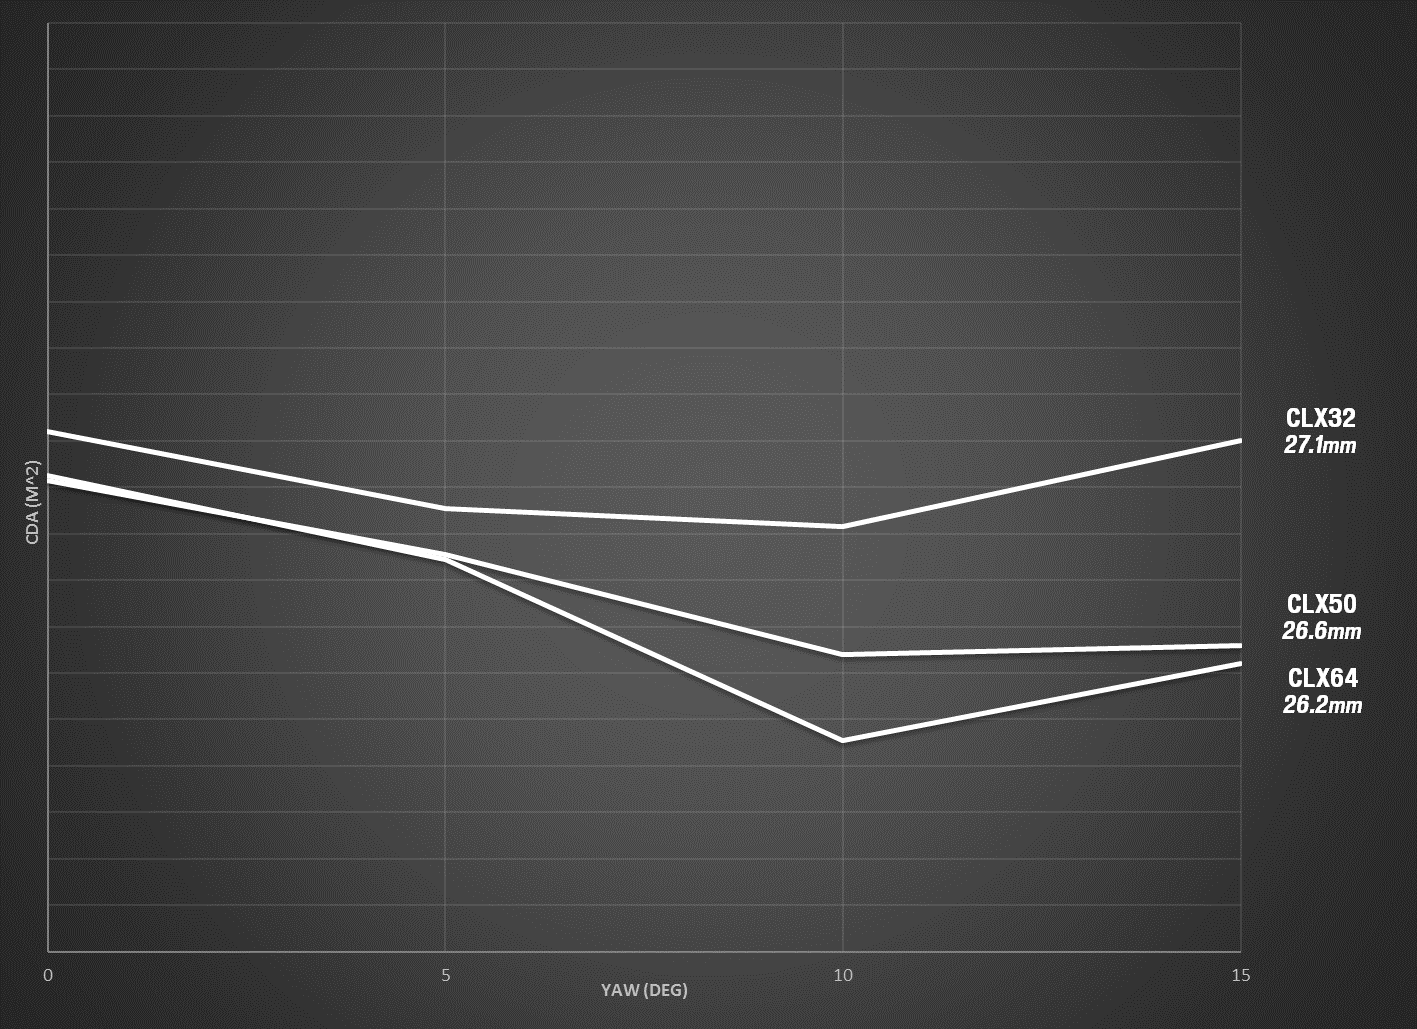 CLX32
27.1mm
CDA (M^2)
CLX50
26.6mm
CLX64
26.2mm
0 5 10 15
YAW (DEG)